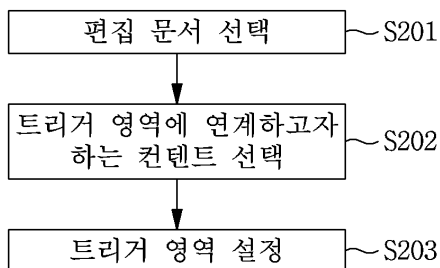 편집 문서 선택
S201
트리거 영역에 연계하고자
하는 컨텐트 선택
S202
트리거 영역 설정
S203